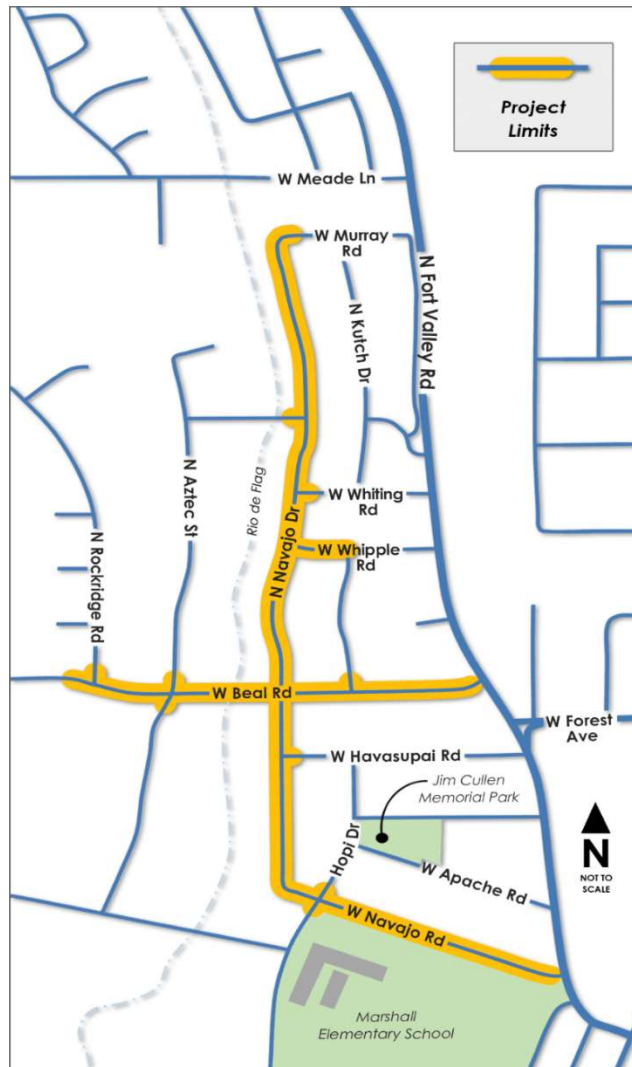 Project
Limits
W Meade Ln
W Murray
Rd
N Fort Valley Rd
N Kutch Dr
N Aztec St
Rio de Flag
W Whiting
Rd
N Navajo Dr
W Whipple
Rd
N Rockridge Rd
W Beal Rd
W Forest
Ave
W Havasupai Rd
Jim Cullen
Memorial Park
Hopi Dr
N
NOT TO
SCALE
W Apache Rd
W Navajo Rd
Marshall
Elementary School